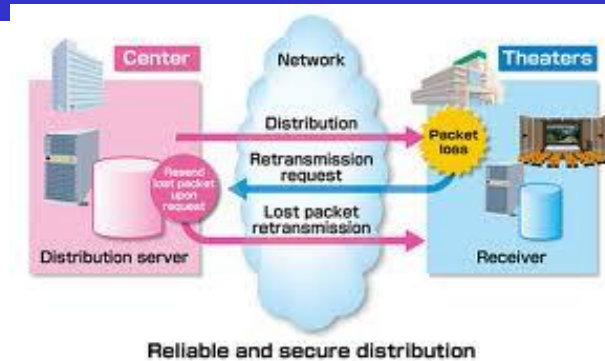 Center
Network
Theaters
Distribution
Packet
loss
Retransmission
request
Resend
lost packet
upon
request
Lost packet
retransmission
Distribution server
Receiver
Reliable and secure distribution